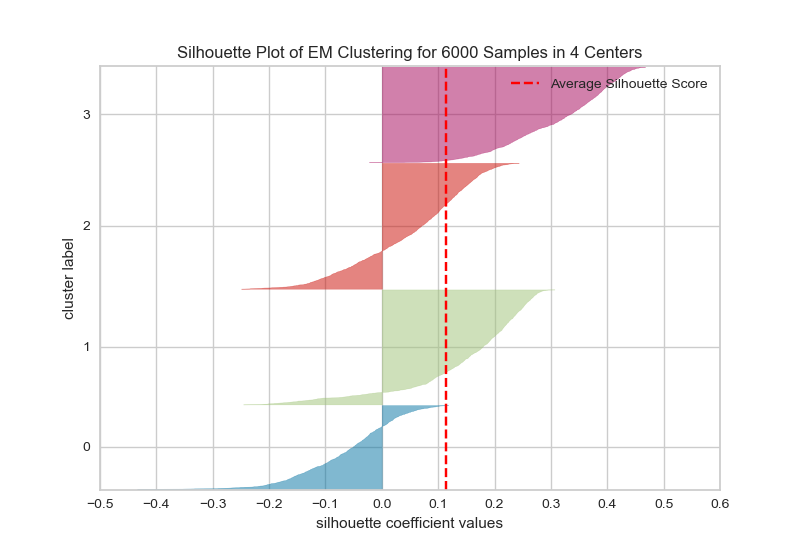 Silhouette Plot of EM Clustering for 6000 Samples in 4 Centers
Average Silhouette Score
3
2
1
0
cluster label
−0.5 −0.4 −0.3 −0.2 −0.1 0.0 0.1 0.2 0.3 0.4 0.5 0.6
silhouette coefficient values